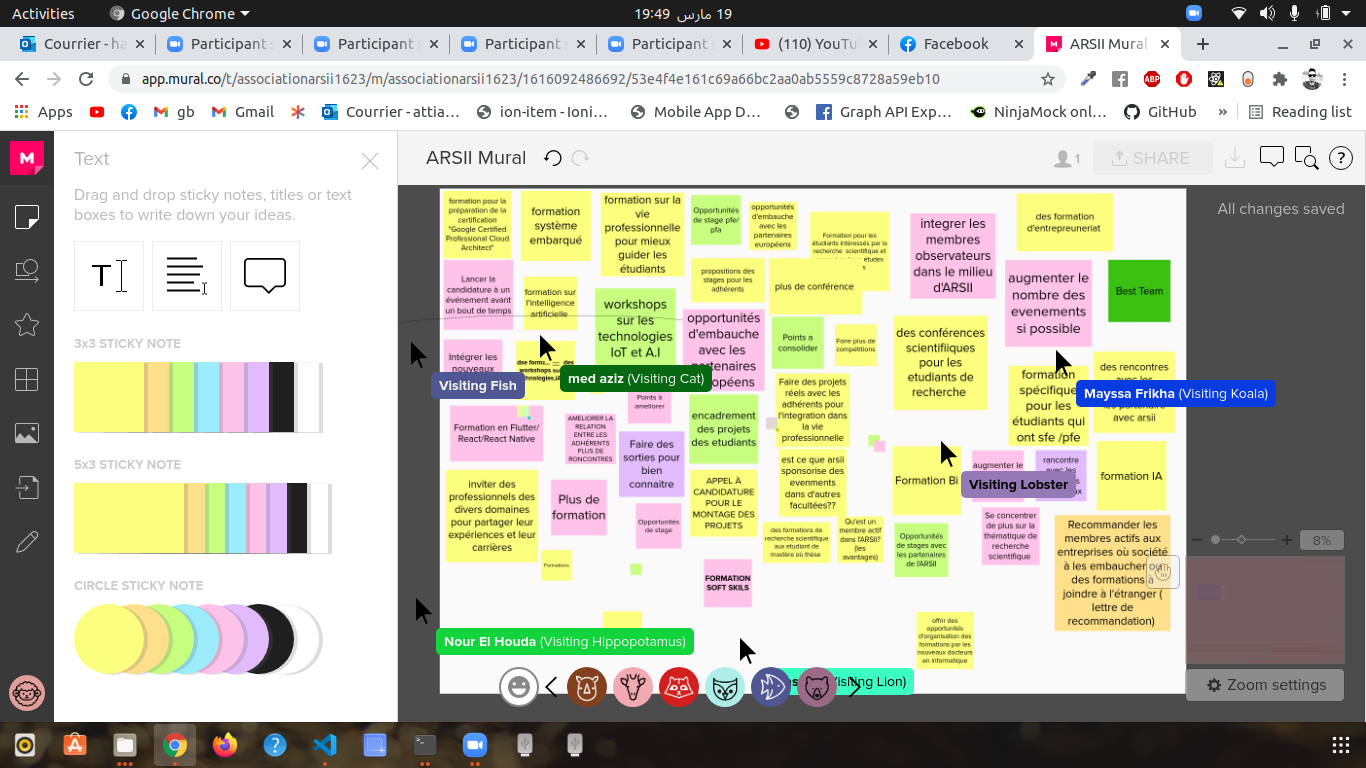 Activities
Google Chrome
19 مارس 19:49
Courrier - ha
Participant s
Participant s
Participant s
Participant s
(110) YouTu
Facebook
ARSII Mural
app.mural.co/t/associationarsii1623/m/associationarsii1623/1616092486692/53e4f4e161c69a66bc2aa0ab5559c8728a59eb10
Apps
gb
Gmail
Courrier - attia...
ion-item - Ioni...
Mobile App D...
Graph API Exp...
NinjaMock onl...
GitHub
»
Reading list
Text
Drag and drop sticky notes, titles or text
boxes to write down your ideas.
T
3X3 STICKY NOTE
5X3 STICKY NOTE
CIRCLE STICKY NOTE
ARSII Mural
1
SHARE
?
All changes saved
formation pour la
préparation de la
certification
"Google Certified
Professional Cloud
Architect"
formation
système
embarqué
formation sur la
vie
professionnelle
pour mieux
guider les
étudiants
Opportunités
de stage pfe/
pfa
opportunités
d'embauche
avec les
partenaires
européens
Formation pour les
étudiants intéressés par la
recherche scientifique et
études
integrer les
membres
observateurs
dans le milieu
d'ARSII
des formation
d'entrepreuneriat
Lancer la
candidature à un
événement avant
un bout de temps
formation sur
l'intelligence
artificielle
propositions des
stages pour les
adhérents
plus de conférence
augmenter le
nombre des
evenements
si possible
Best Team
workshops
sur les
technologies
IoT et A.I
opportunités
d'embauche
avec les
partenaires
européens
Points a
consolider
Faire plus de
compétitions
des conférences
scientifiques
pour les
etudiants de
recherche
Intégrer les
nouveaux
Visiting Fish
med aziz (Visiting Cat)
formation
spécifique
pour les
étudiants qui
ont sfe /pfe
des rencontres
avec les
avec arsii
Mayssa Frikha (Visiting Koala)
Formation en Flutter/
React/React Native
AMELIORER LA
RELATION
ENTRE LES
ADHÉRENTS
PLUS DE
RONCONTRES
Points à
ameliorer
encadrement
des projets
des etudiants
Faire des projets
réels avec les
adhérents pour
l'integration dans
la vie
professionnelle
Faire des
sorties pour
bien
connaitre
est ce que arsii
sponsorise des
evenments
dans d'autres
facultées??
Formation Bi
augmenter le
rancontre
avec les
Visiting Lobster
formation IA
inviter des
professionnels des
divers domaines
pour partager leur
expériences et leur
carrières
Plus de
formation
APPEL À
CANDIDATURE
POUR LE
MONTAGE DES
PROJETS
Opportunités
de stage
des formations de
recherche scientifique
aux etudiant de
mastère ou thèse
Qu'est un
membre actif
dans l'ARSII?
(les
avantages)
Opportunités
de stages avec
les partenaires
de l'ARSII
Se concentrer
de plus sur la
thématique de
recherche
scientifique
Recommander les
membres actifs aux
entreprises où société
à les embaucher ou
des formations à
joindre à l'étranger (
lettre de
recommandation)
8%
Formations
FORMATION
SOFT SKILS
offrir des
opportunités
d'organisation des
formations par les
nouveaux docteurs
en informatique
Nour El Houda (Visiting Hippopotamus)
(Visiting Lion)
Zoom settings